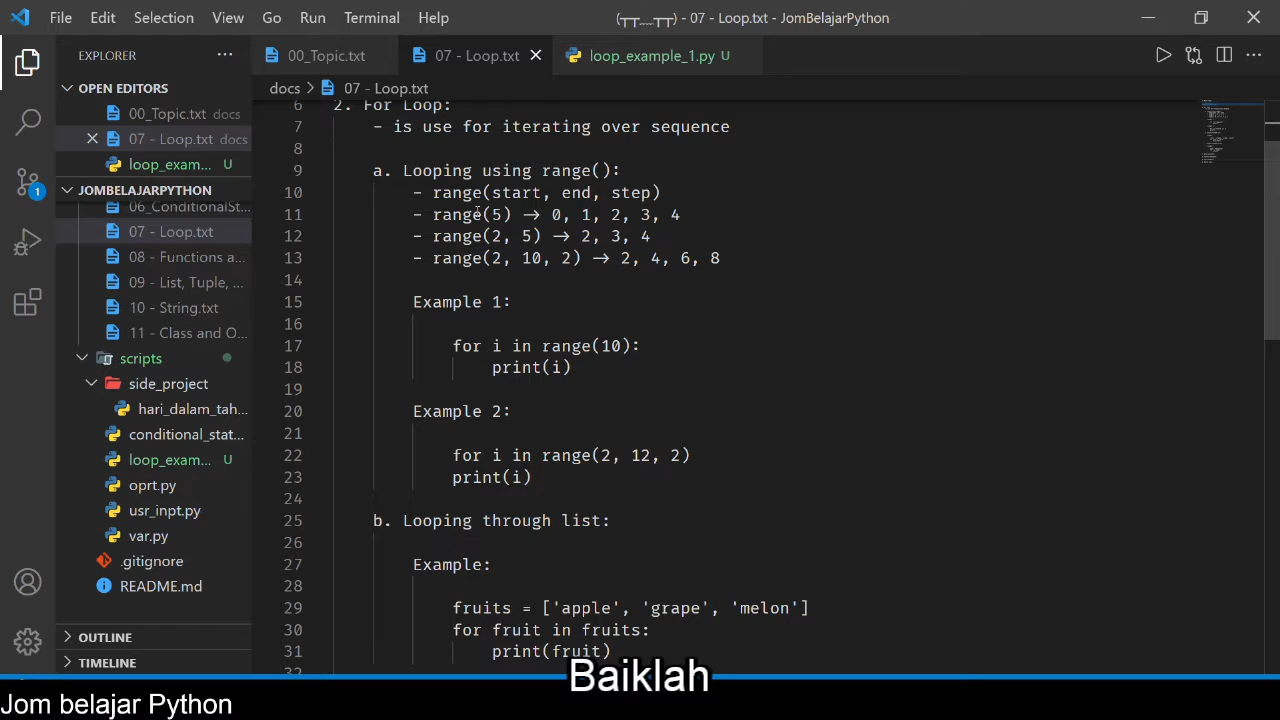 File Edit Selection View Go Run Terminal Help
(┬┬﹏┬┬) - 07 - Loop.txt - JomBelajarPython
EXPLORER
00_Topic.txt
07 - Loop.txt
loop_example_1.py U
OPEN EDITORS
00_Topic.txt docs
07 - Loop.txt docs
loop_exam... U
JOMBELAJARPYTHON
06_ConditionalSt...
07 - Loop.txt
08 - Functions a...
09 - List, Tuple, ...
10 - String.txt
11 - Class and O...
scripts
side_project
hari_dalam_tah...
conditional_stat...
loop_exam... U
oprt.py
usr_inpt.py
var.py
.gitignore
README.md
OUTLINE
TIMELINE
1
docs > 07 - Loop.txt
6 2. For Loop:
7 - is use for iterating over sequence
8
9 a. Looping using range():
10 - range(start, end, step)
11 - range(5) → 0, 1, 2, 3, 4
12 - range(2, 5) → 2, 3, 4
13 - range(2, 10, 2) → 2, 4, 6, 8
14
15 Example 1:
16
17 for i in range(10):
18 print(i)
19
20 Example 2:
21
22 for i in range(2, 12, 2)
23 print(i)
24
25 b. Looping through list:
26
27 Example:
28
29 fruits = ['apple', 'grape', 'melon']
30 for fruit in fruits:
31 print(fruit)
32
Baiklah
Jom belajar Python